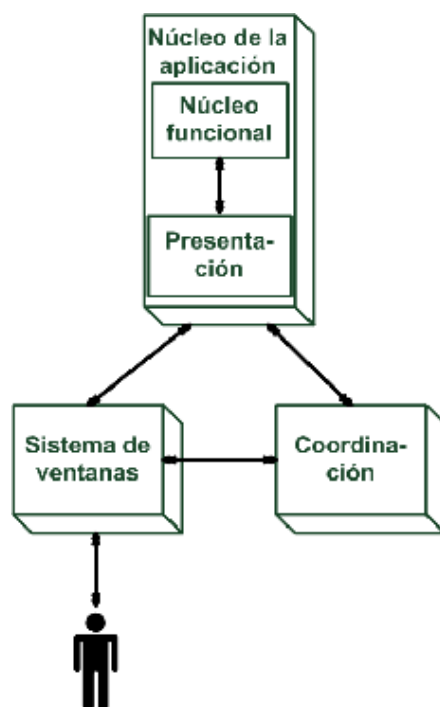 Núcleo de la
aplicación
Núcleo
funcional
Presenta-
ción
Sistema de
ventanas
Coordina-
ción